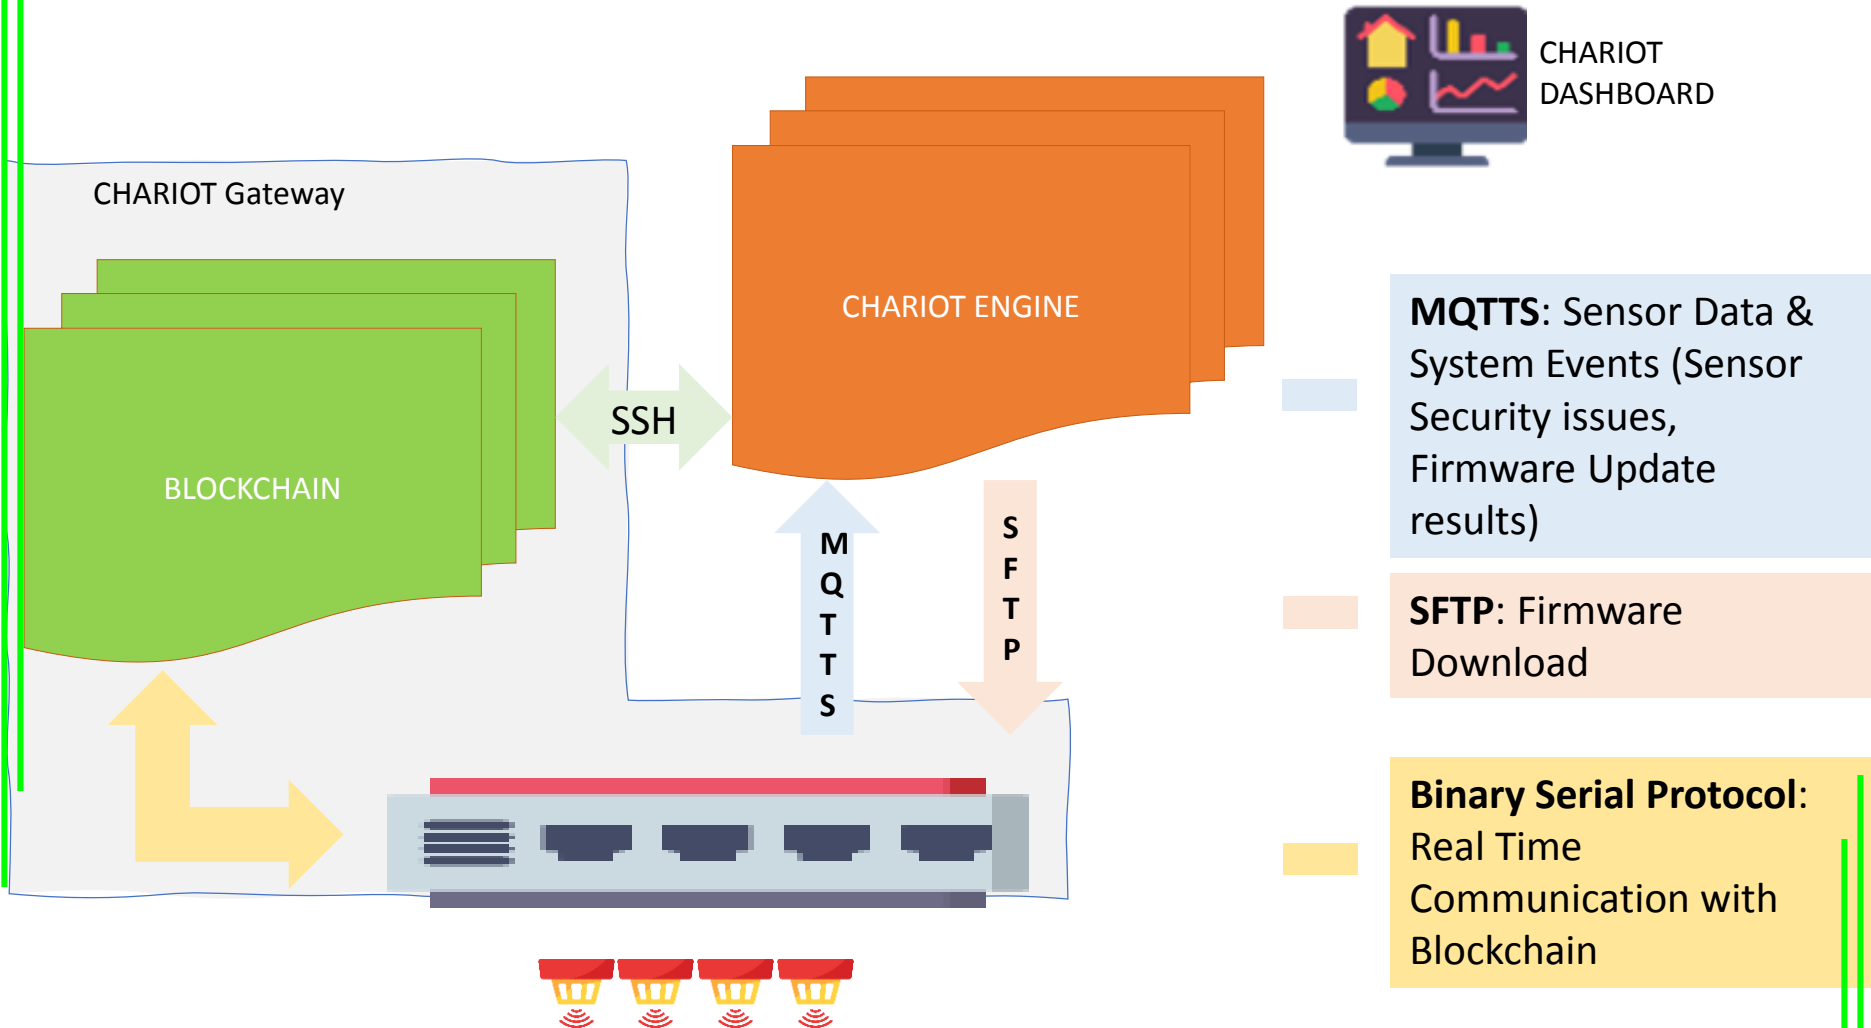 CHARIOT
DASHBOARD
CHARIOT Gateway
CHARIOT ENGINE
BLOCKCHAIN
SSH
M
Q
T
T
S
S
F
T
P
MQTTS: Sensor Data &
System Events (Sensor
Security issues,
Firmware Update
results)
SFTP: Firmware
Download
Binary Serial Protocol:
Real Time
Communication with
Blockchain